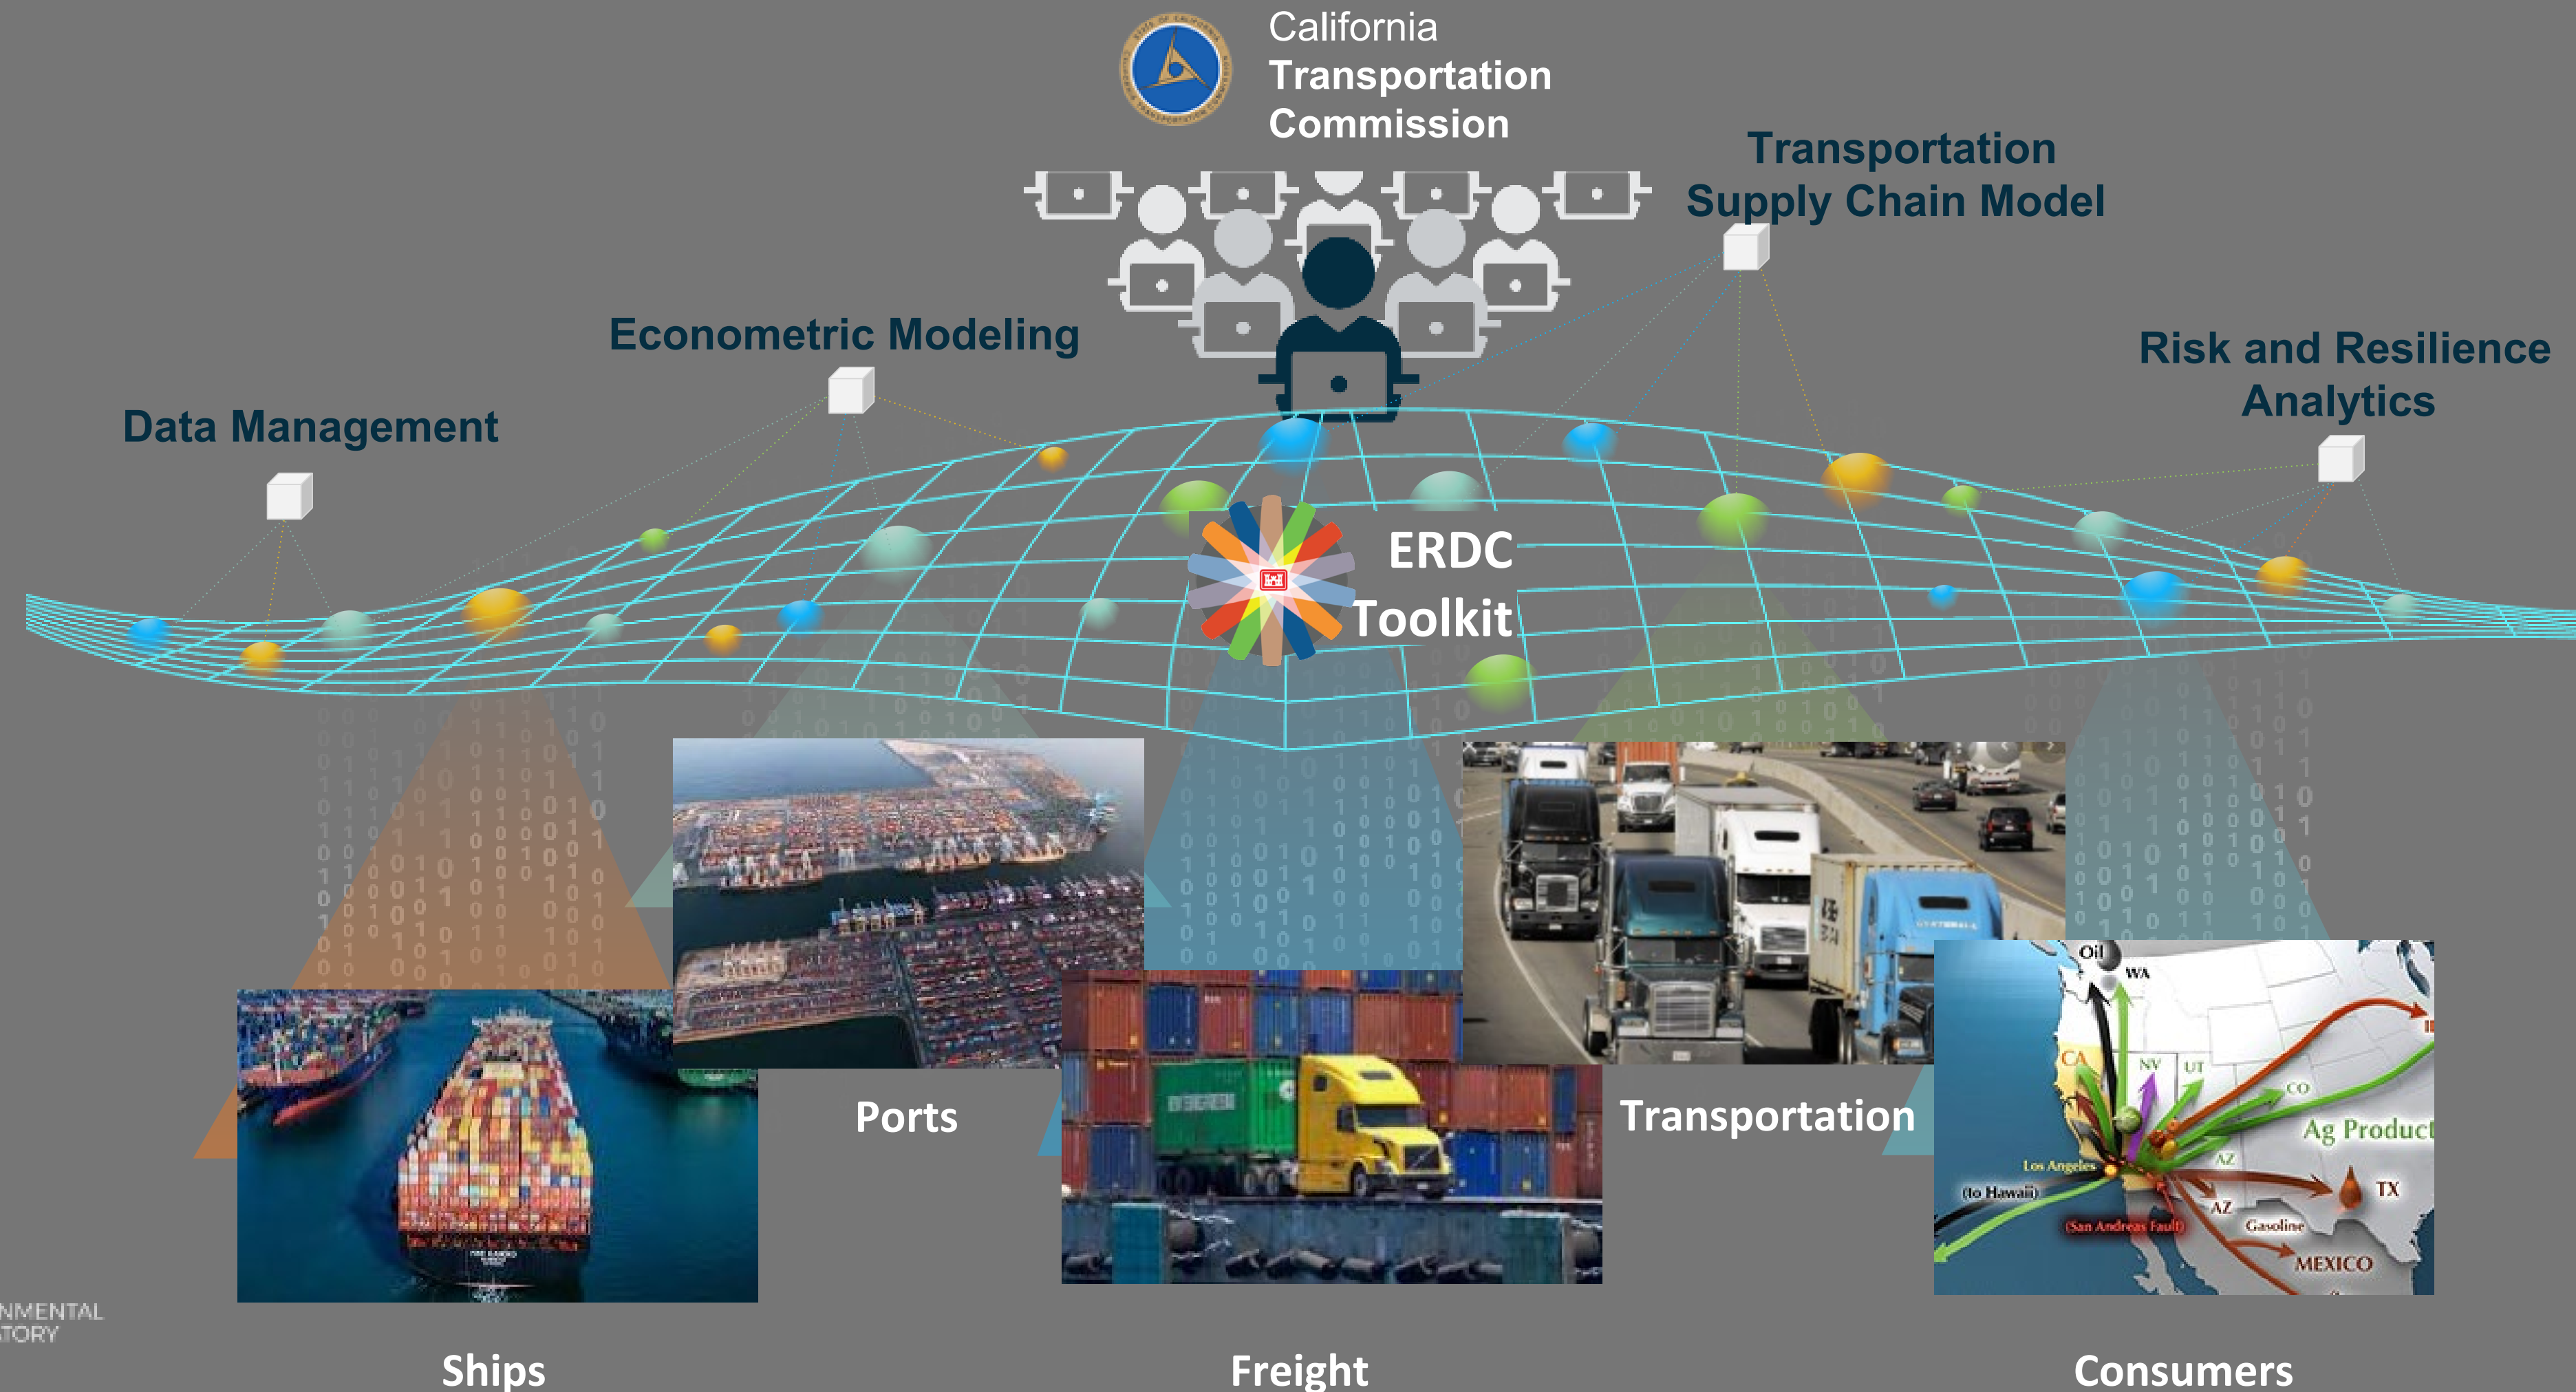 California
Transportation
Commission
Transportation
Supply Chain Model
Econometric Modeling
Risk and Resilience
Analytics
Data Management
ERDC
Toolkit
Oil
WA
CA
NV
UT
CO
Ag Product
AZ
Los Angeles
(to Hawaii)
TX
AZ
(San Andreas Fault)
Gasoline
MEXICO
Ports
Transportation
NMENTAL
TORY
Ships
Freight
Consumers